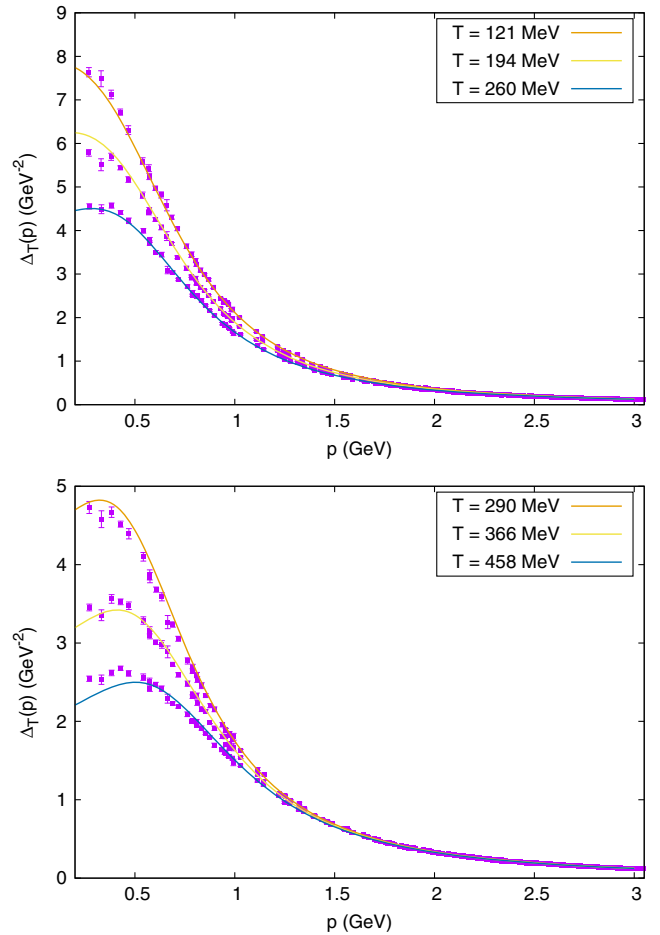 9
8
7
6
5
4
3
2
1
0
Δ_T(p) (GeV⁻²)
T = 121 MeV
T = 194 MeV
T = 260 MeV
0.5 1 1.5 2 2.5 3
p (GeV)
5
4
3
2
1
0
Δ_T(p) (GeV⁻²)
T = 290 MeV
T = 366 MeV
T = 458 MeV
0.5 1 1.5 2 2.5 3
p (GeV)